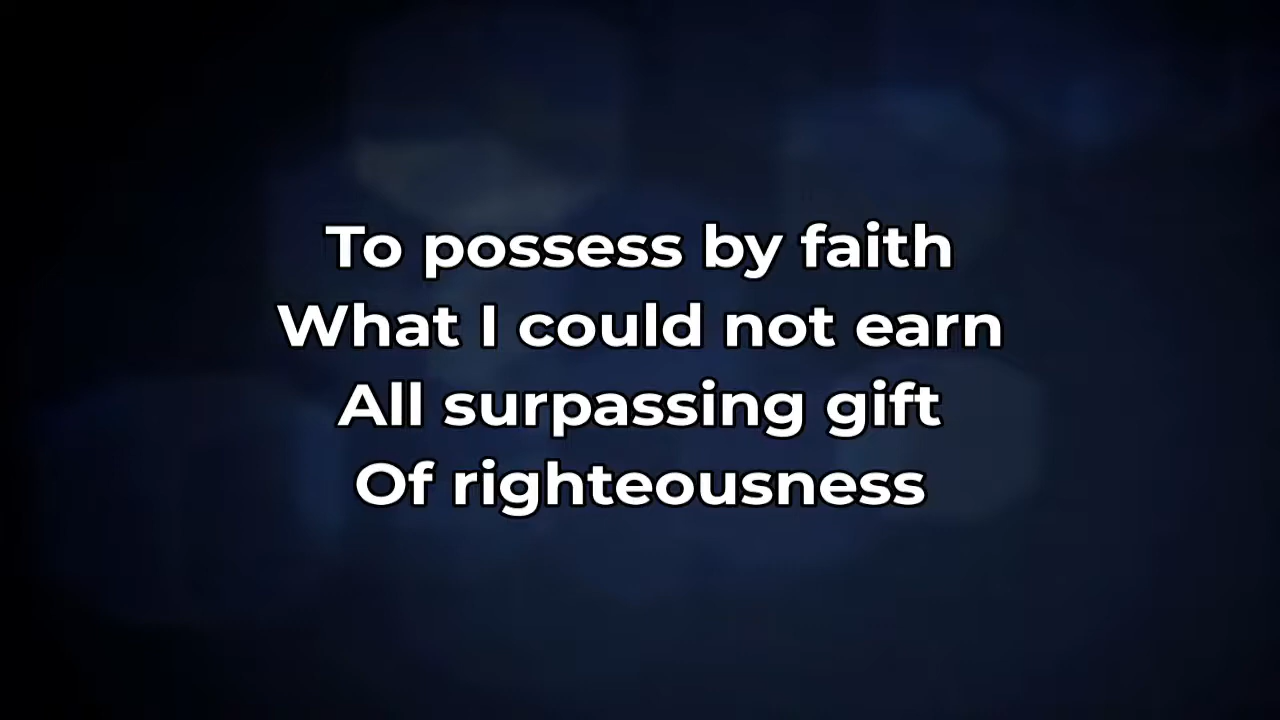 To possess by faith
What I could not earn
All surpassing gift
Of righteousness